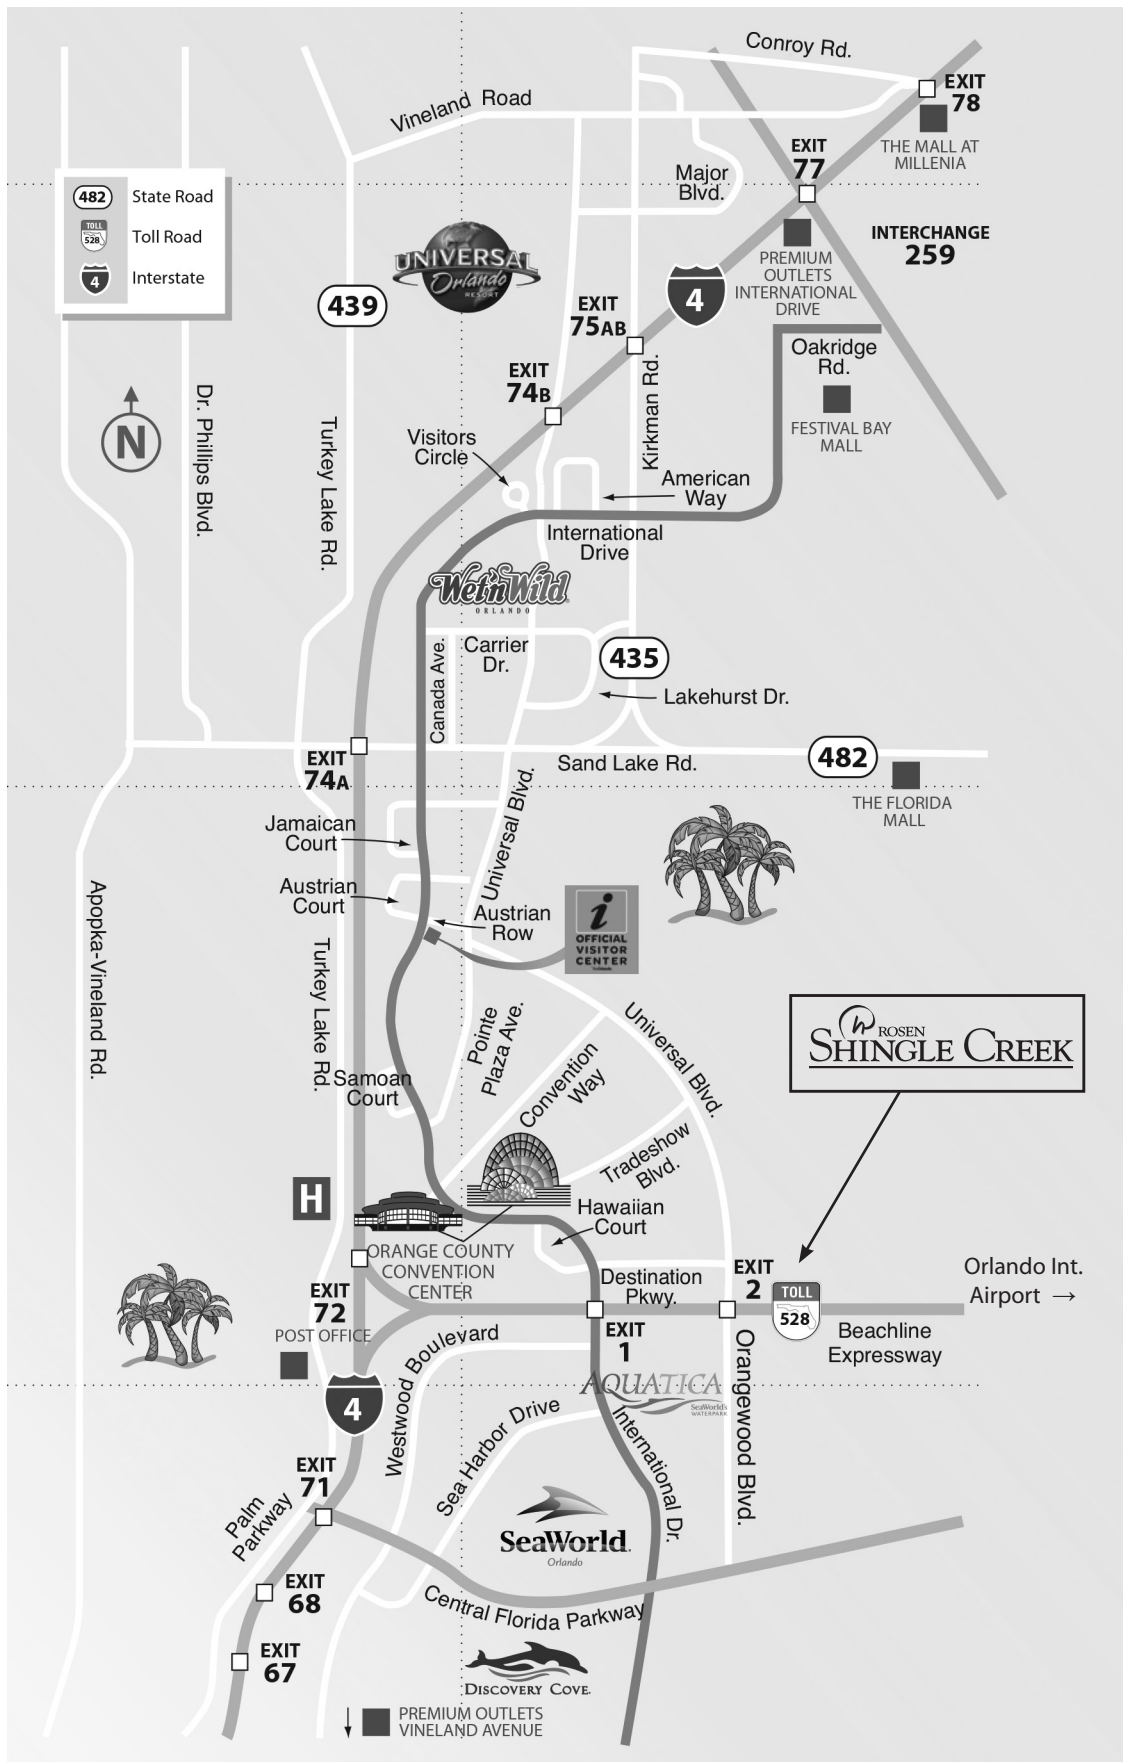 Conroy Rd.
EXIT
78
Vineland Road
THE MALL AT
MILLENIA
EXIT
77
Major
Blvd.
482
State Road
TOLL
528
Toll Road
4
Interstate
INTERCHANGE
259
UNIVERSAL
Orlando
RESORT
PREMIUM
OUTLETS
INTERNATIONAL
DRIVE
439
4
EXIT
75AB
Oakridge
Rd.
EXIT
74B
Kirkman Rd.
Dr. Phillips Blvd.
N
Turkey Lake Rd.
FESTIVAL BAY
MALL
Visitors
Circle
American
Way
International
Drive
Wet'n Wild
ORLANDO
Canada Ave.
Carrier
Dr.
435
Lakehurst Dr.
EXIT
74A
Sand Lake Rd.
482
THE FLORIDA
MALL
Universal Blvd.
Jamaican
Court
Austrian
Court
Austrian
Row
i
OFFICIAL
VISITOR
CENTER
Apopka-Vineland Rd.
Turkey Lake Rd.
Pointe
Plaza Ave.
Universal Blvd.
ROSEN
SHINGLE CREEK
Samoan
Court
Convention
Way
Tradeshow
Blvd.
H
Hawaiian
Court
ORANGE COUNTY
CONVENTION
CENTER
EXIT
72
Destination
Pkwy.
EXIT
2
TOLL
528
Orlando Int.
Airport →
POST OFFICE
EXIT
1
Beachline
Expressway
Westwood Boulevard
4
AQUATICA
SeaWorld's
WATERPARK
Orangewood Blvd.
Sea Harbor Drive
International Dr.
EXIT
71
Palm
Parkway
SeaWorld.
Orlando
EXIT
68
Central Florida Parkway
EXIT
67
DISCOVERY COVE.
PREMIUM OUTLETS
VINELAND AVENUE